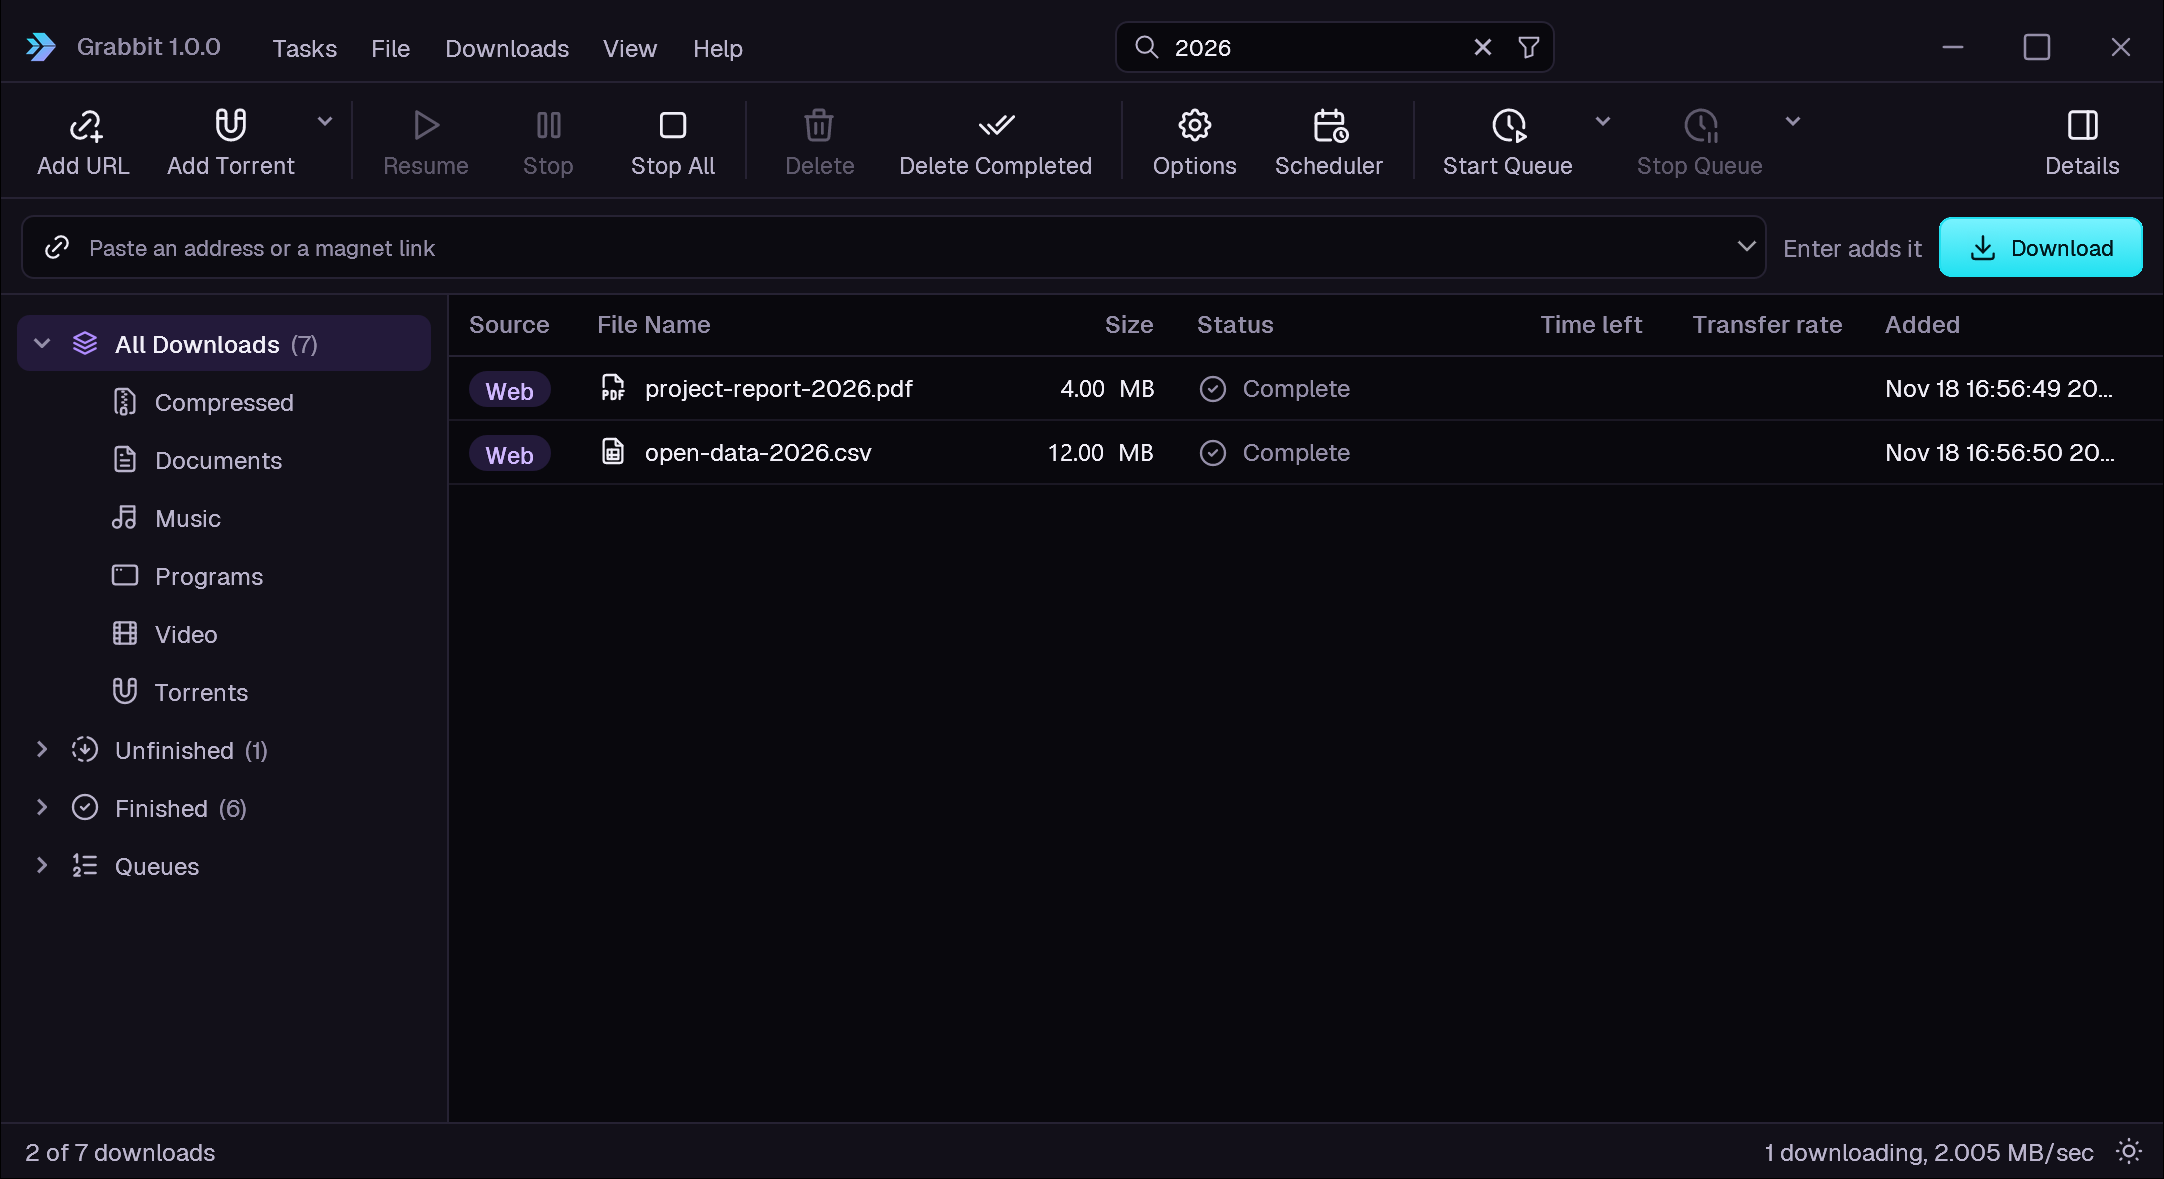 Grabbit 1.0.0 Tasks File Downloads View Help 2026
Add URL Add Torrent Resume Stop Stop All Delete Delete Completed Options Scheduler Start Queue Stop Queue Details
Paste an address or a magnet link Enter adds it Download
All Downloads (7)
Compressed
Documents
Music
Programs
Video
Torrents
Unfinished (1)
Finished (6)
Queues
Source File Name Size Status Time left Transfer rate Added
Web project-report-2026.pdf 4.00 MB Complete Nov 18 16:56:49 20...
Web open-data-2026.csv 12.00 MB Complete Nov 18 16:56:50 20...
2 of 7 downloads 1 downloading, 2.005 MB/sec